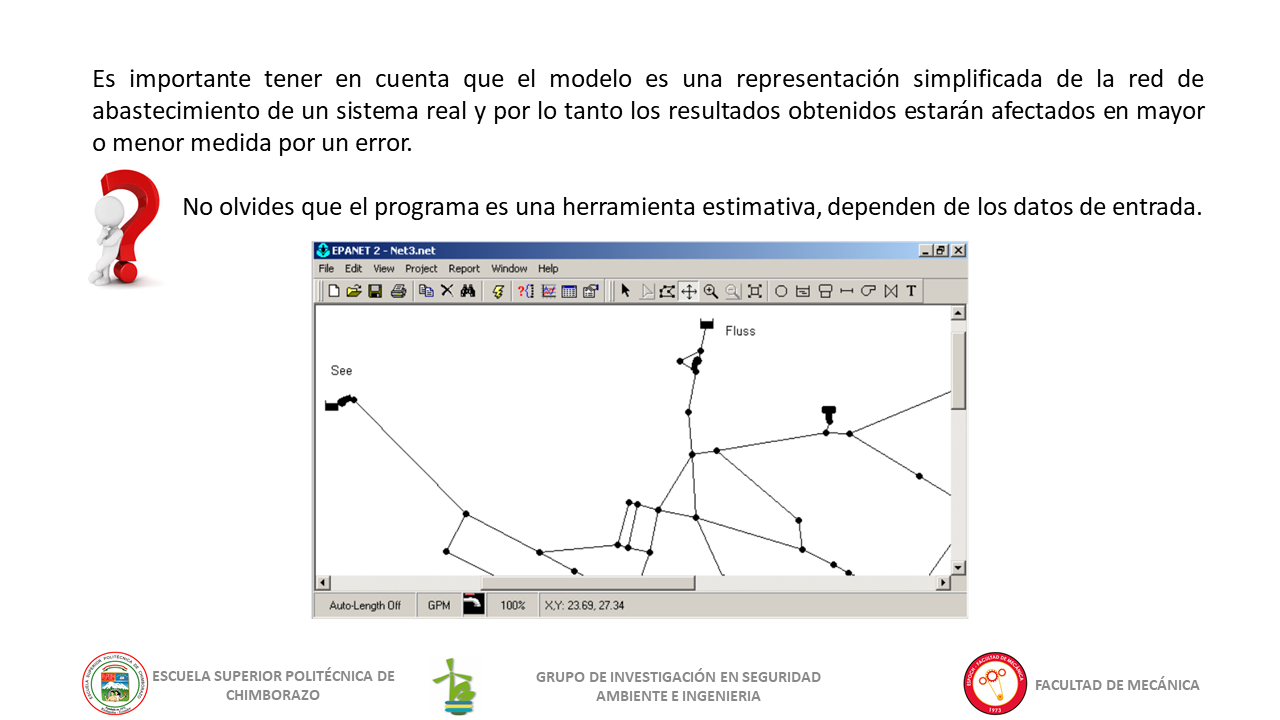 Es importante tener en cuenta que el modelo es una representación simplificada de la red de
abastecimiento de un sistema real y por lo tanto los resultados obtenidos estarán afectados en mayor
o menor medida por un error.
No olvides que el programa es una herramienta estimativa, dependen de los datos de entrada.
EPANET 2 - Net3.net
File Edit View Project Report Window Help
T
Fluss
See
Auto-Length Off GPM 100% X,Y: 23.69, 27.34
ESCUELA SUPERIOR POLITÉCNICA DE
CHIMBORAZO
GRUPO DE INVESTIGACIÓN EN SEGURIDAD
AMBIENTE E INGENIERIA
FACULTAD DE MECÁNICA
1973